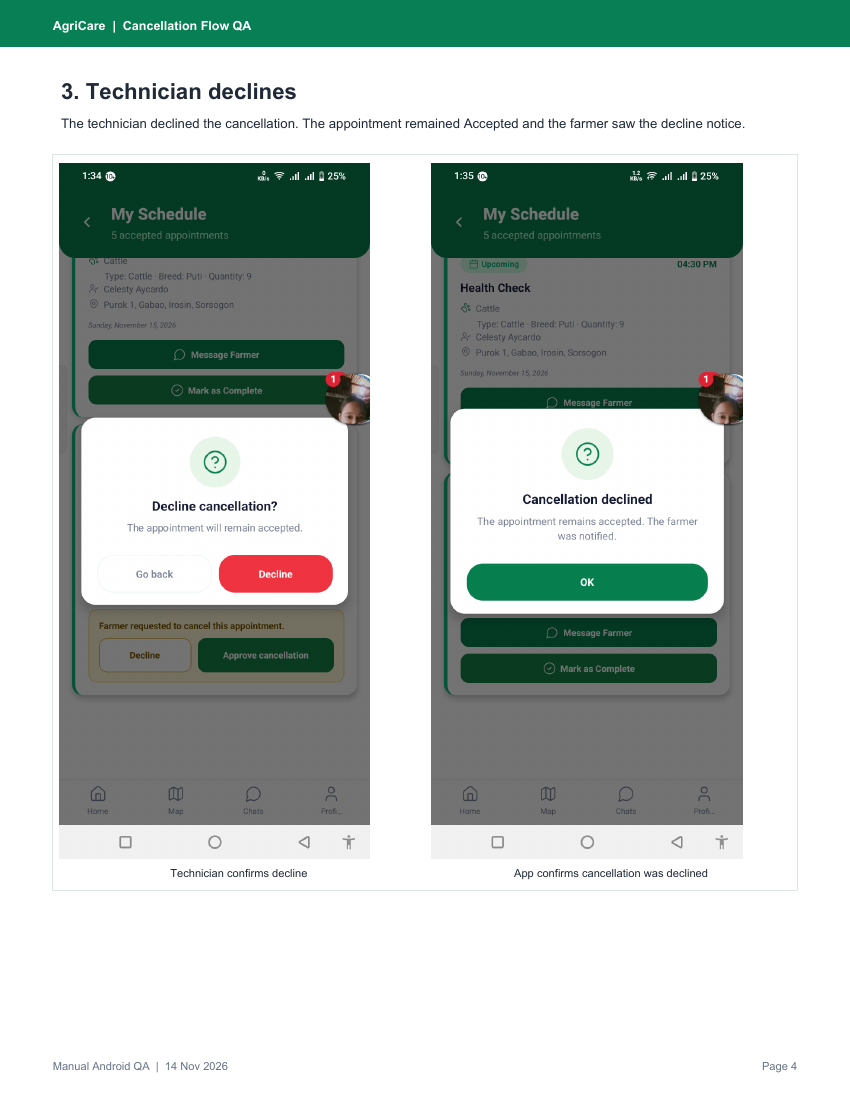 AgriCare | Cancellation Flow QA
3. Technician declines
The technician declined the cancellation. The appointment remained Accepted and the farmer saw the decline notice.
1:34
0 KB/s
25%
My Schedule
5 accepted appointments
Cattle
Type: Cattle · Breed: Puti · Quantity: 9
Celesty Aycardo
Purok 1, Gabao, Irosin, Sorsogon
Sunday, November 15, 2026
Message Farmer
Mark as Complete
1
Decline cancellation?
The appointment will remain accepted.
Go back
Decline
Farmer requested to cancel this appointment.
Decline
Approve cancellation
Home
Map
Chats
Profi...
Technician confirms decline
1:35
1.2 KB/s
25%
My Schedule
5 accepted appointments
Upcoming
04:30 PM
Health Check
Cattle
Type: Cattle · Breed: Puti · Quantity: 9
Celesty Aycardo
Purok 1, Gabao, Irosin, Sorsogon
Sunday, November 15, 2026
Message Farmer
1
Cancellation declined
The appointment remains accepted. The farmer
was notified.
OK
Message Farmer
Mark as Complete
Home
Map
Chats
Profi...
App confirms cancellation was declined
Manual Android QA | 14 Nov 2026
Page 4